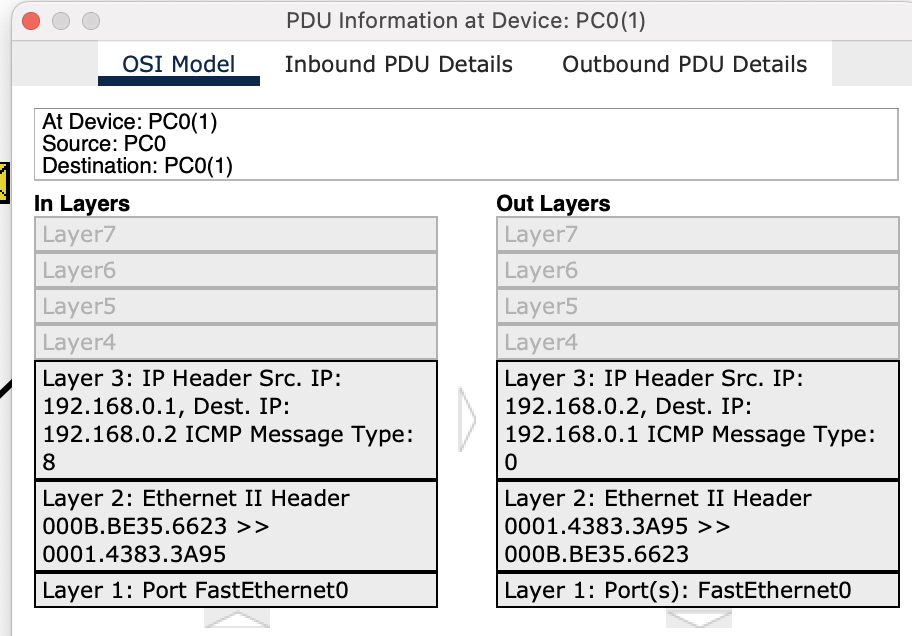 PDU Information at Device: PC0(1)
OSI Model
Inbound PDU Details
Outbound PDU Details
At Device: PC0(1)
Source: PC0
Destination: PC0(1)
In Layers
Layer7
Layer6
Layer5
Layer4
Layer 3: IP Header Src. IP:
192.168.0.1, Dest. IP:
192.168.0.2 ICMP Message Type:
8
Layer 2: Ethernet II Header
000B.BE35.6623 >>
0001.4383.3A95
Layer 1: Port FastEthernet0
Out Layers
Layer7
Layer6
Layer5
Layer4
Layer 3: IP Header Src. IP:
192.168.0.2, Dest. IP:
192.168.0.1 ICMP Message Type:
0
Layer 2: Ethernet II Header
0001.4383.3A95 >>
000B.BE35.6623
Layer 1: Port(s): FastEthernet0